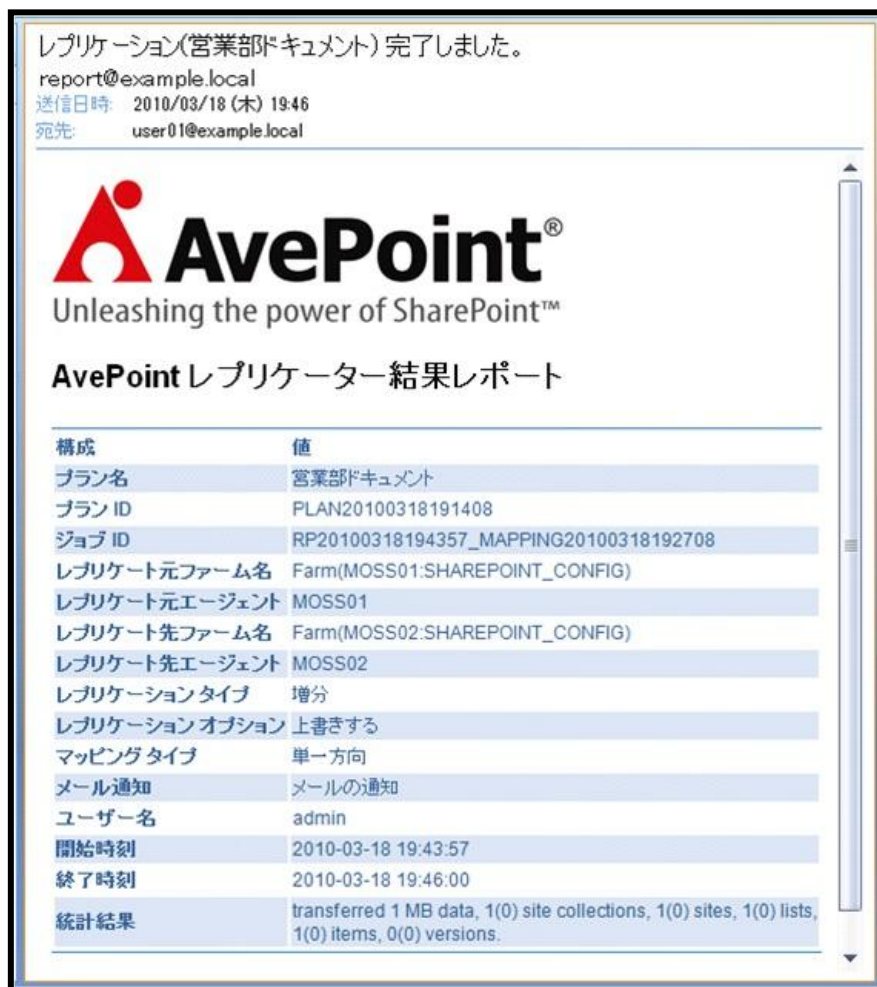 レプリケーション(営業部ドキュメント) 完了しました。
report@example.local
送信日時: 2010/03/18 (木) 19:46
宛先: user01@example.local
AvePoint®
Unleashing the power of SharePoint™
AvePoint レプリケーター結果レポート
構成 値
プラン名 営業部ドキュメント
プラン ID PLAN20100318191408
ジョブ ID RP20100318194357_MAPPING20100318192708
レプリケート元ファーム名 Farm(MOSS01:SHAREPOINT_CONFIG)
レプリケート元エージェント MOSS01
レプリケート先ファーム名 Farm(MOSS02:SHAREPOINT_CONFIG)
レプリケート先エージェント MOSS02
レプリケーション タイプ 増分
レプリケーション オプション 上書きする
マッピング タイプ 単一方向
メール通知 メールの通知
ユーザー名 admin
開始時刻 2010-03-18 19:43:57
終了時刻 2010-03-18 19:46:00
統計結果 transferred 1 MB data, 1(0) site collections, 1(0) sites, 1(0) lists,
1(0) items, 0(0) versions.